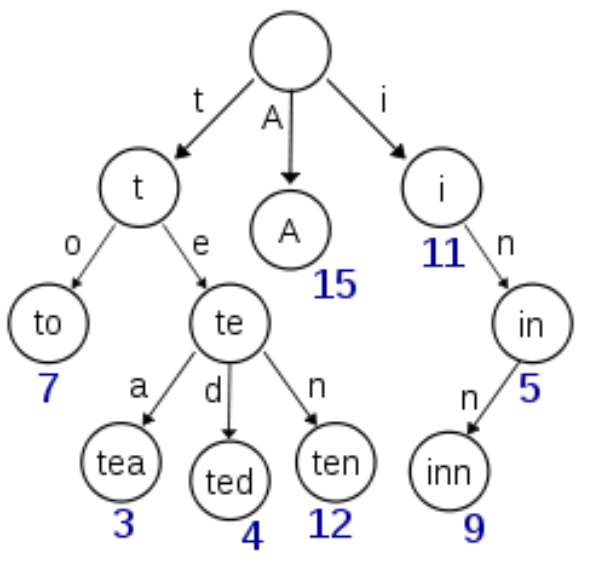 t A i
t A i
15 11
o e n
to te in
7 5
a d n n
tea ted ten inn
3 4 12 9